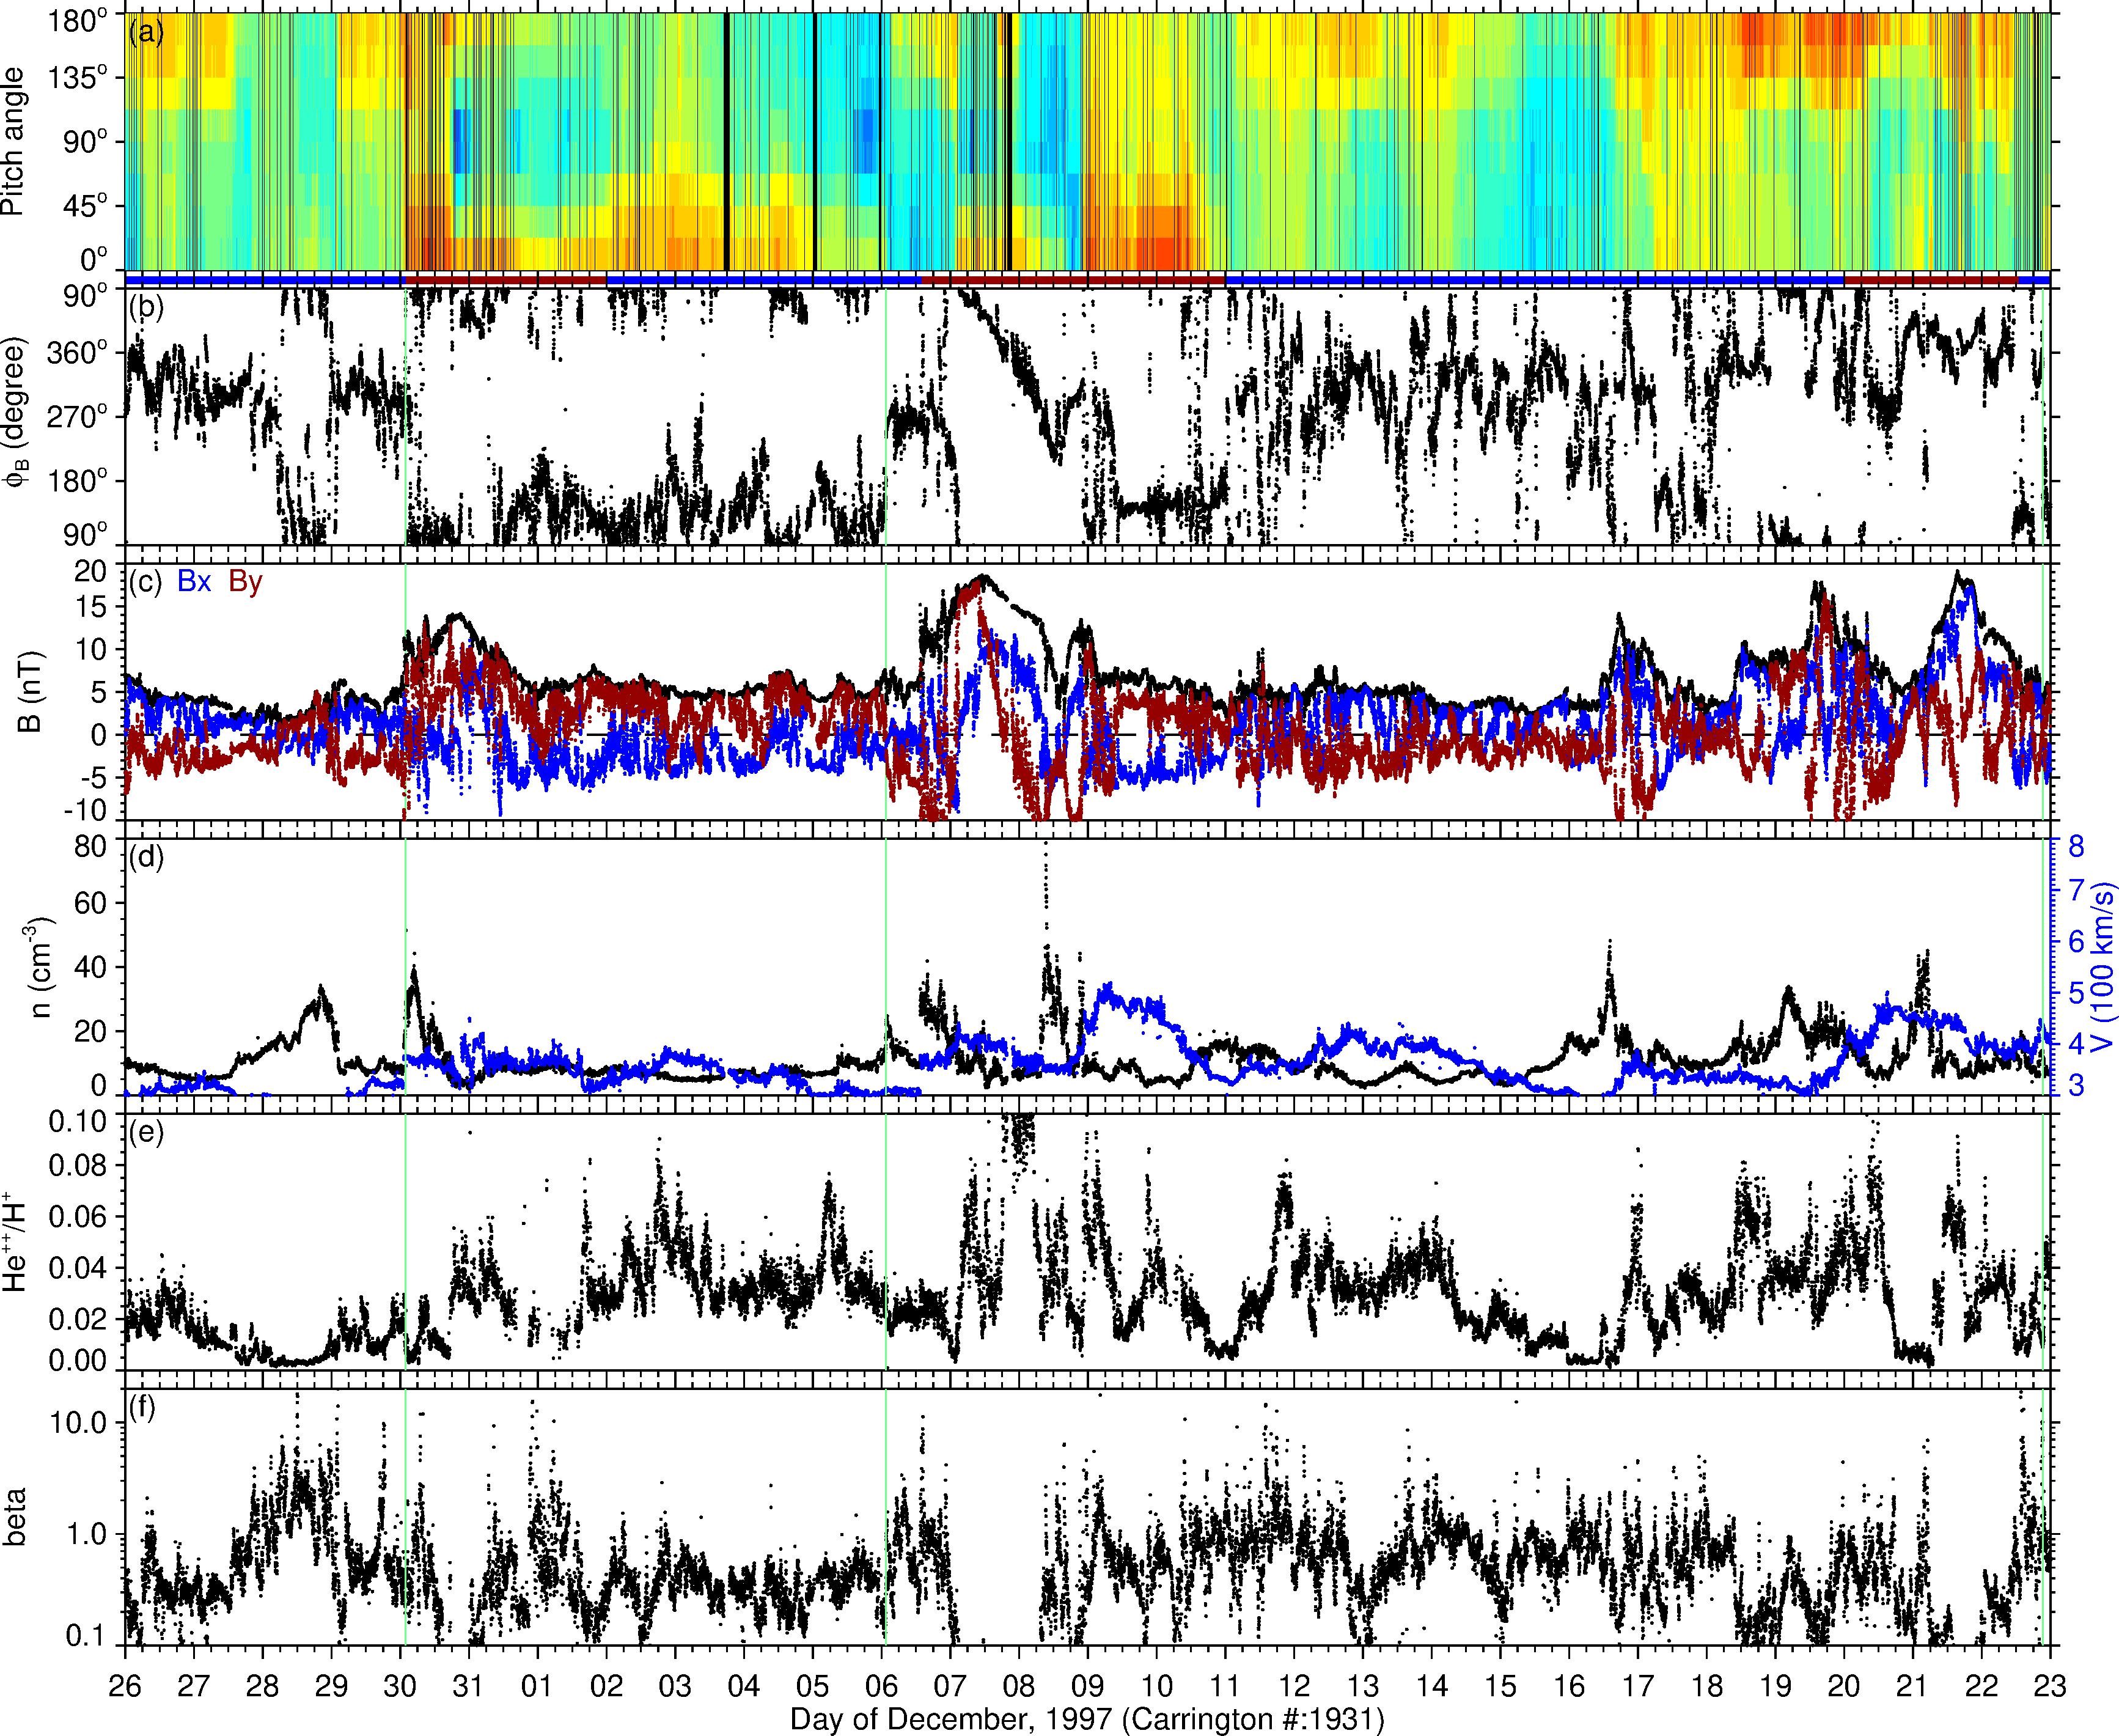 (a)
Pitch angle
180°
135°
90°
45°
0°
(b)
ϕB (degree)
90°
360°
270°
180°
90°
(c) Bx By
B (nT)
20
15
10
5
0
-5
-10
(d)
n (cm-3)
80
60
40
20
0
8
7
6
5
4
3
V (100 km/s)
(e)
He++/H+
0.10
0.08
0.06
0.04
0.02
0.00
(f)
beta
10.0
1.0
0.1
26 27 28 29 30 31 01 02 03 04 05 06 07 08 09 10 11 12 13 14 15 16 17 18 19 20 21 22 23
Day of December, 1997 (Carrington #:1931)